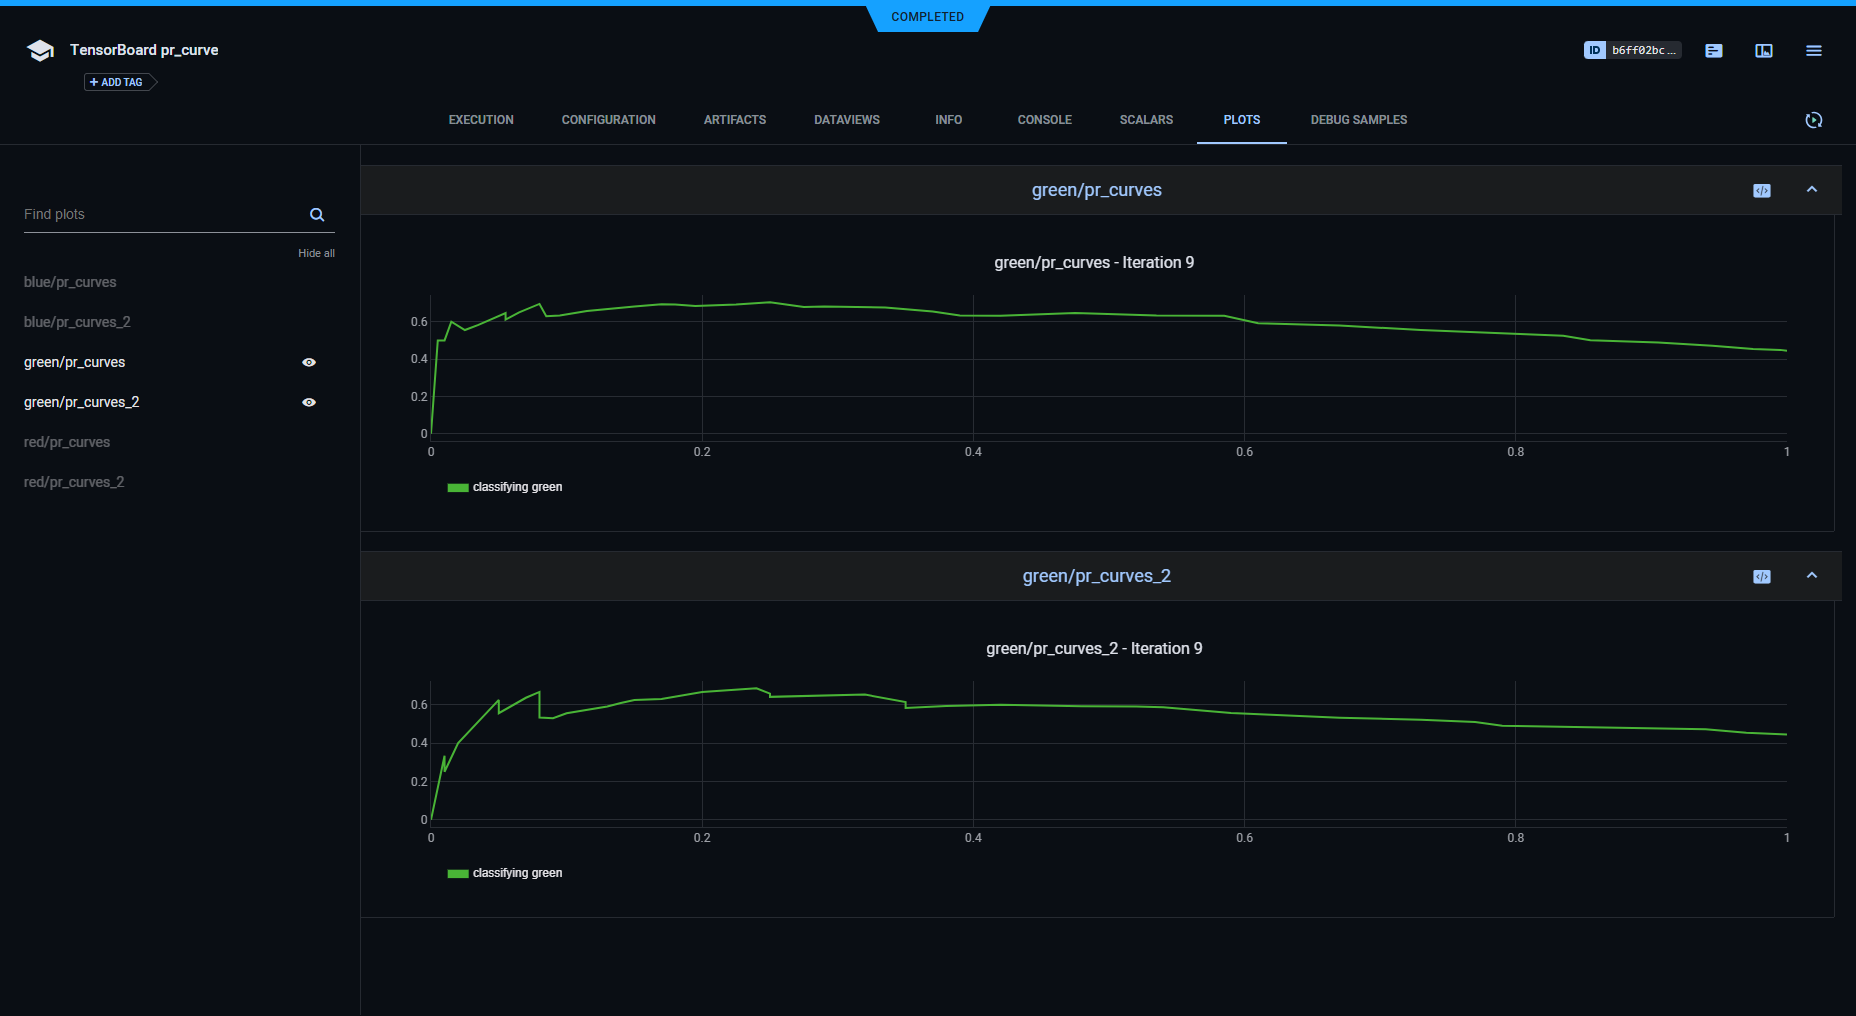 COMPLETED
TensorBoard pr_curve
ID b6ff02bc...
+ ADD TAG
EXECUTION CONFIGURATION ARTIFACTS DATAVIEWS INFO CONSOLE SCALARS PLOTS DEBUG SAMPLES
Find plots
Hide all
blue/pr_curves
blue/pr_curves_2
green/pr_curves
green/pr_curves_2
red/pr_curves
red/pr_curves_2
green/pr_curves
green/pr_curves - Iteration 9
0.6
0.4
0.2
0
0 0.2 0.4 0.6 0.8 1
classifying green
green/pr_curves_2
green/pr_curves_2 - Iteration 9
0.6
0.4
0.2
0
0 0.2 0.4 0.6 0.8 1
classifying green